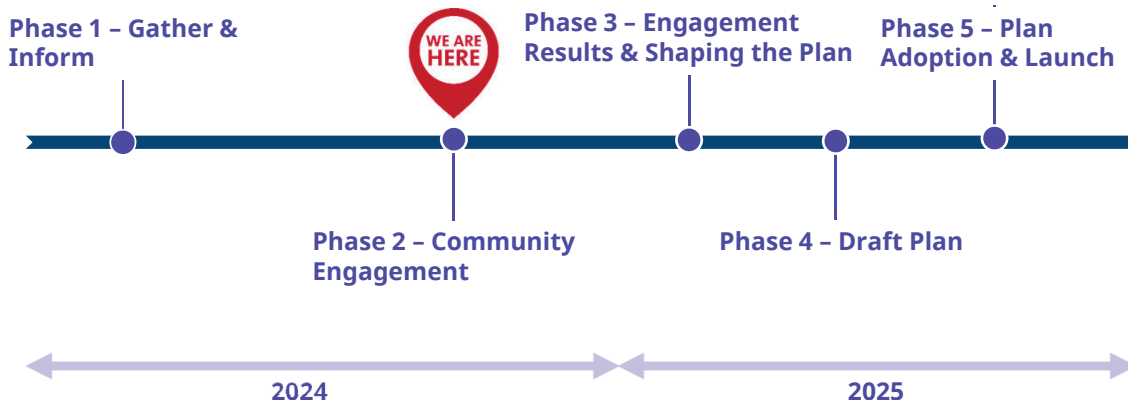 Phase 1 – Gather &
Inform
WE ARE
HERE
Phase 3 – Engagement
Results & Shaping the Plan
Phase 5 – Plan
Adoption & Launch
Phase 2 – Community
Engagement
Phase 4 – Draft Plan
2024
2025